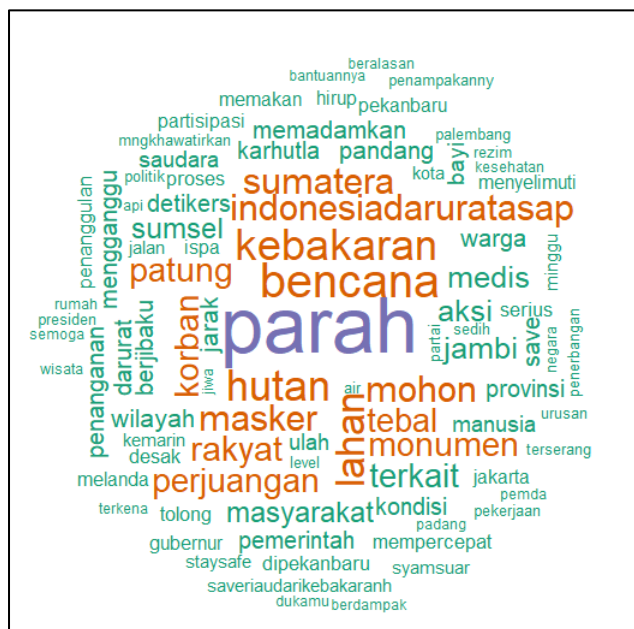 beralasan
bantuannya penampakanny
memakan hirup pekanbaru
partisipasi memadamkan palembang
mngkhawatirkan karhutla pandang bayi rezim
saudara kota kesehatan
politik proses sumatera menyelimuti
penanggulan mengganggu api detikers indonesiadaruratasap
sumsel kebakaran warga minggu
jalan ispa
patung bencana medis
rumah korban jarak parah aksi serius penerbangan
presiden darurat berjibaku partai sedih save negara
semoga penanganan jambi
wisata jiwa hutan air mohon provinsi
wilayah masker lahan tebal manusia urusan
kemarin rakyat ulah monumen terserang
desak level
melanda perjuangan terkait jakarta
terkena tolong masyarakat kondisi pemda
padang pekerjaan
gubernur pemerintah mempercepat
staysafe dipekanbaru syamsuar
saveriaudarikebakaranh
dukamu berdampak